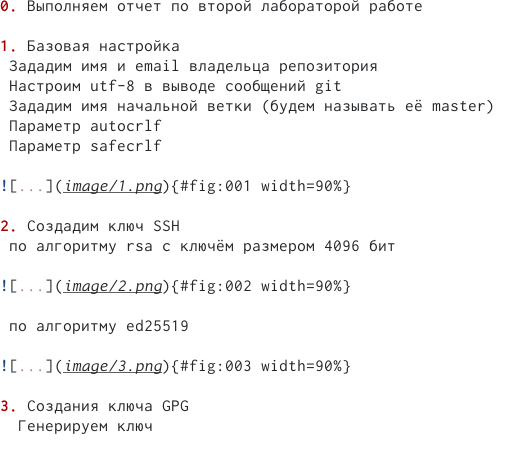 0. Выполняем отчет по второй лабораторой работе
1. Базовая настройка
Зададим имя и email владельца репозитория
Настроим utf-8 в выводе сообщений git
Зададим имя начальной ветки (будем называть её master)
Параметр autocrlf
Параметр safecrlf
![...](image/1.png){#fig:001 width=90%}
2. Создадим ключ SSH
по алгоритму rsa с ключём размером 4096 бит
![...](image/2.png){#fig:002 width=90%}
по алгоритму ed25519
![...](image/3.png){#fig:003 width=90%}
3. Создания ключа GPG
Генерируем ключ